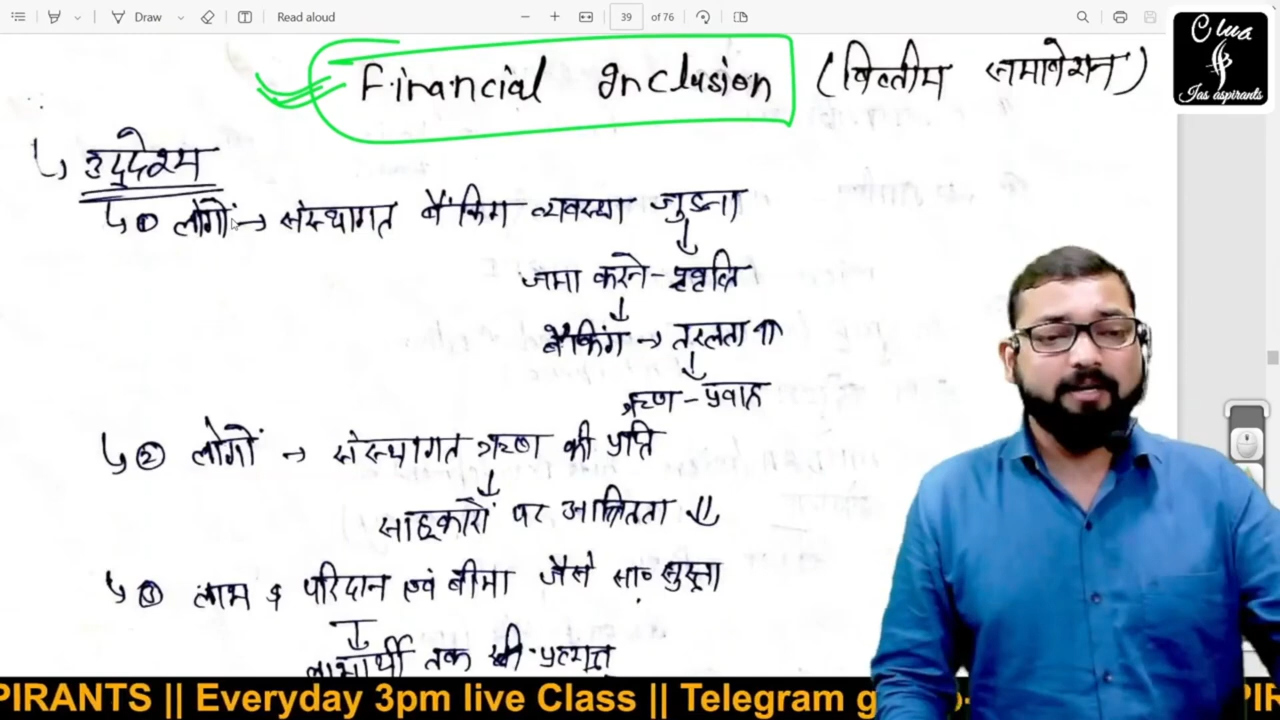 Draw
Read aloud
39 of 76
Clua
Ias aspirants
Financial Inclusion (वित्तीय समावेशन)
उद्देश्य
① लोगों → संस्थागत बैंकिंग व्यवस्था जुड़ना
जमा करने - प्रवृत्ति
बैंकिंग → तरलता ↑
ऋण - प्रवाह
② लोगों → संस्थागत ऋण की प्राप्ति
साहूकारों पर आश्रितता ⇓
③ लाभ परिदान एवं बीमा जैसे सा० सुरक्षा
लाभार्थी तक
PIRANTS || Everyday 3pm live Class || Telegram g